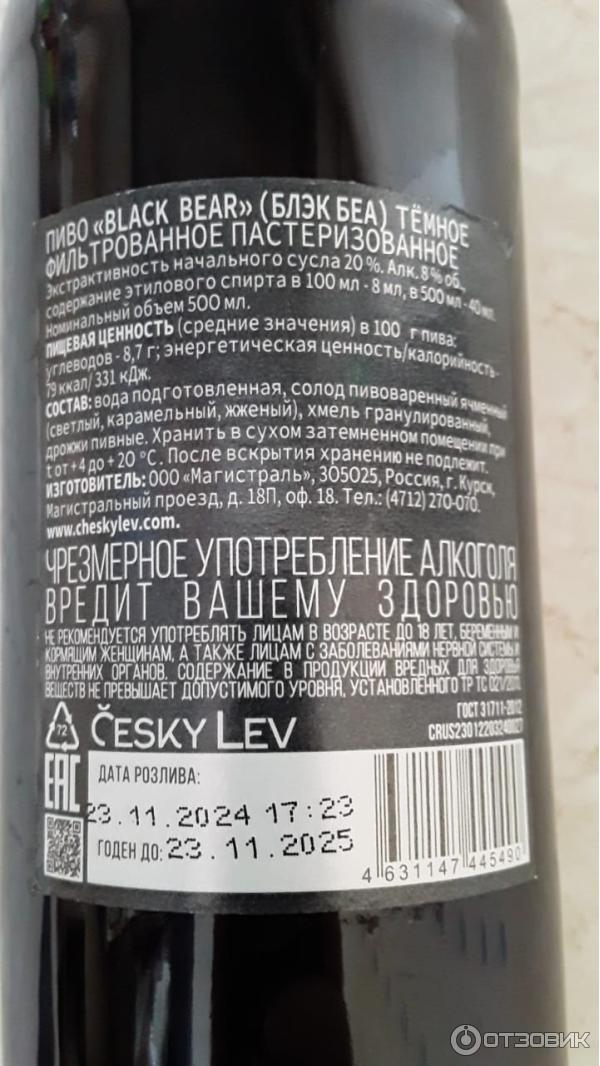 ПИВО «BLACK BEAR» (БЛЭК БЕА) ТЁМНОЕ
ФИЛЬТРОВАННОЕ ПАСТЕРИЗОВАННОЕ
Экстрактивность начального сусла 20 %. Алк. 8 % об.,
содержание этилового спирта в 100 мл - 8 мл, в 500 мл - 40 мл.
Номинальный объем 500 мл.
ПИЩЕВАЯ ЦЕННОСТЬ (средние значения) в 100 г пива:
углеводов - 8,7 г; энергетическая ценность/калорийность -
79 ккал/ 331 кДж.
СОСТАВ: вода подготовленная, солод пивоваренный ячменный
(светлый, карамельный, жженый), хмель гранулированный,
дрожжи пивные. Хранить в сухом затемненном помещении при
t от + 4 до + 20 °C. После вскрытия хранению не подлежит.
ИЗГОТОВИТЕЛЬ: ООО «Магистраль», 305025, Россия, г. Курск,
Магистральный проезд, д. 18П, оф. 18. Тел.: (4712) 270-070.
www.cheskylev.com.
ЧРЕЗМЕРНОЕ УПОТРЕБЛЕНИЕ АЛКОГОЛЯ
ВРЕДИТ ВАШЕМУ ЗДОРОВЬЮ
НЕ РЕКОМЕНДУЕТСЯ УПОТРЕБЛЯТЬ ЛИЦАМ В ВОЗРАСТЕ ДО 18 ЛЕТ, БЕРЕМЕННЫМ И
КОРМЯЩИМ ЖЕНЩИНАМ, А ТАКЖЕ ЛИЦАМ С ЗАБОЛЕВАНИЯМИ НЕРВНОЙ СИСТЕМЫ И
ВНУТРЕННИХ ОРГАНОВ. СОДЕРЖАНИЕ В ПРОДУКЦИИ ВРЕДНЫХ ДЛЯ ЗДОРОВЬЯ
ВЕЩЕСТВ НЕ ПРЕВЫШАЕТ ДОПУСТИМОГО УРОВНЯ, УСТАНОВЛЕННОГО ТР ТС 021/2011.
ГОСТ 31711-2012
CRUS23012203240027
72
ČESKY LEV
EAC
ДАТА РОЗЛИВА:
23.11.2024 17:23
ГОДЕН ДО: 23.11.2025
4 631147 445490
ОТЗОВИК